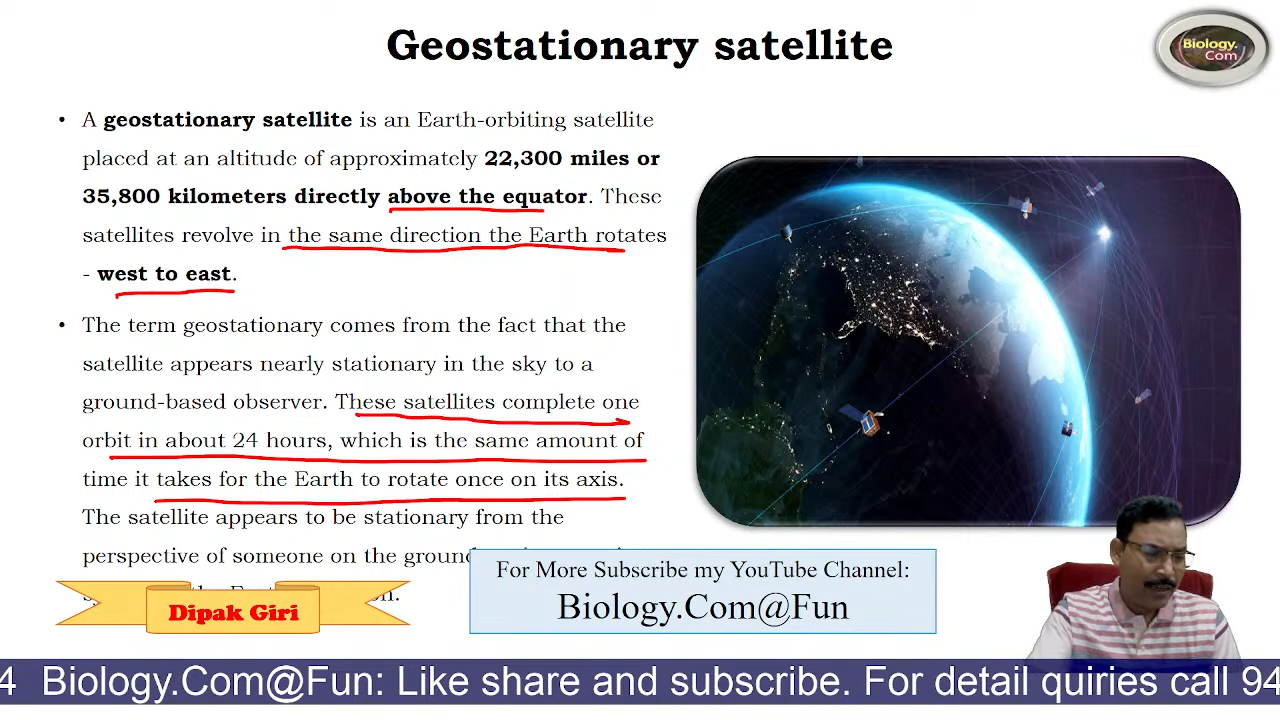 Geostationary satellite
Biology.
Com
• A geostationary satellite is an Earth-orbiting satellite
placed at an altitude of approximately 22,300 miles or
35,800 kilometers directly above the equator. These
satellites revolve in the same direction the Earth rotates
- west to east.
• The term geostationary comes from the fact that the
satellite appears nearly stationary in the sky to a
ground-based observer. These satellites complete one
orbit in about 24 hours, which is the same amount of
time it takes for the Earth to rotate once on its axis.
The satellite appears to be stationary from the
perspective of someone on the ground
Dipak Giri
For More Subscribe my YouTube Channel:
Biology.Com@Fun
4 Biology.Com@Fun: Like share and subscribe. For detail quiries call 94